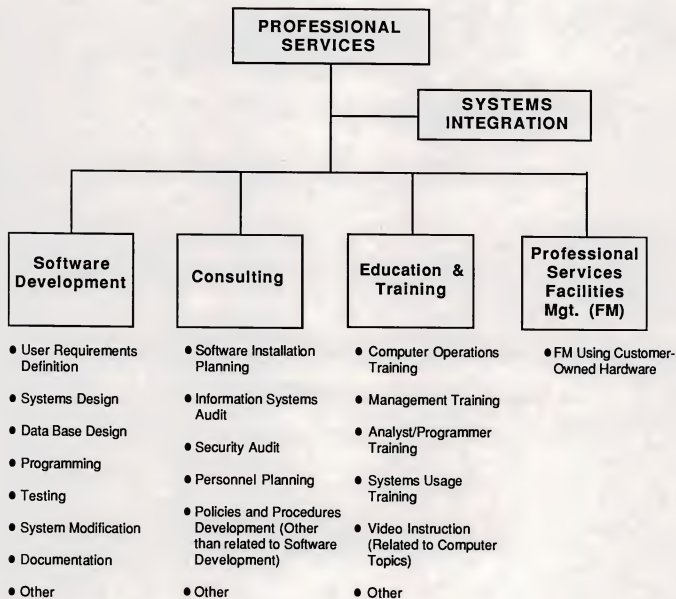 PROFESSIONAL
SERVICES
SYSTEMS
INTEGRATION
Software
Development
● User Requirements
Definition
● Systems Design
● Data Base Design
● Programming
● Testing
● System Modification
● Documentation
● Other
Consulting
● Software Installation
Planning
● Information Systems
Audit
● Security Audit
● Personnel Planning
● Policies and Procedures
Development (Other
than related to Software
Development)
● Other
Education &
Training
● Computer Operations
Training
● Management Training
● Analyst/Programmer
Training
● Systems Usage
Training
● Video Instruction
(Related to Computer
Topics)
● Other
Professional
Services
Facilities
Mgt. (FM)
● FM Using Customer-
Owned Hardware